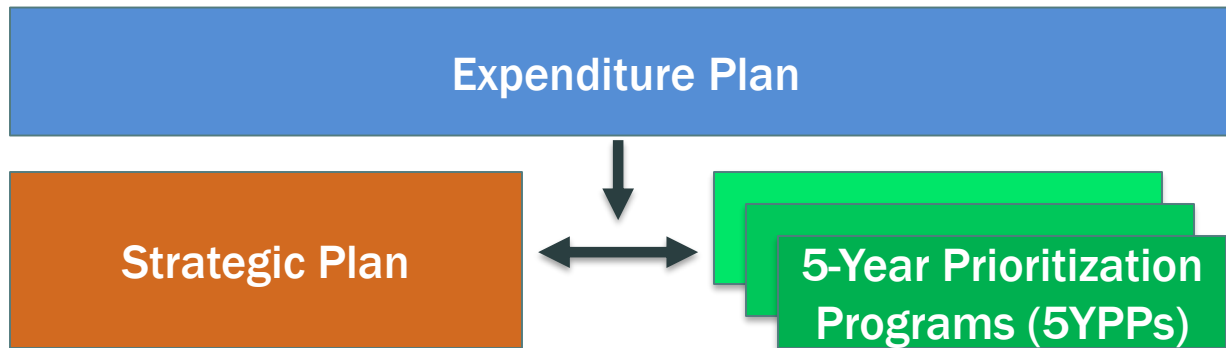 Expenditure Plan
Strategic Plan
5-Year Prioritization
Programs (5YPPs)